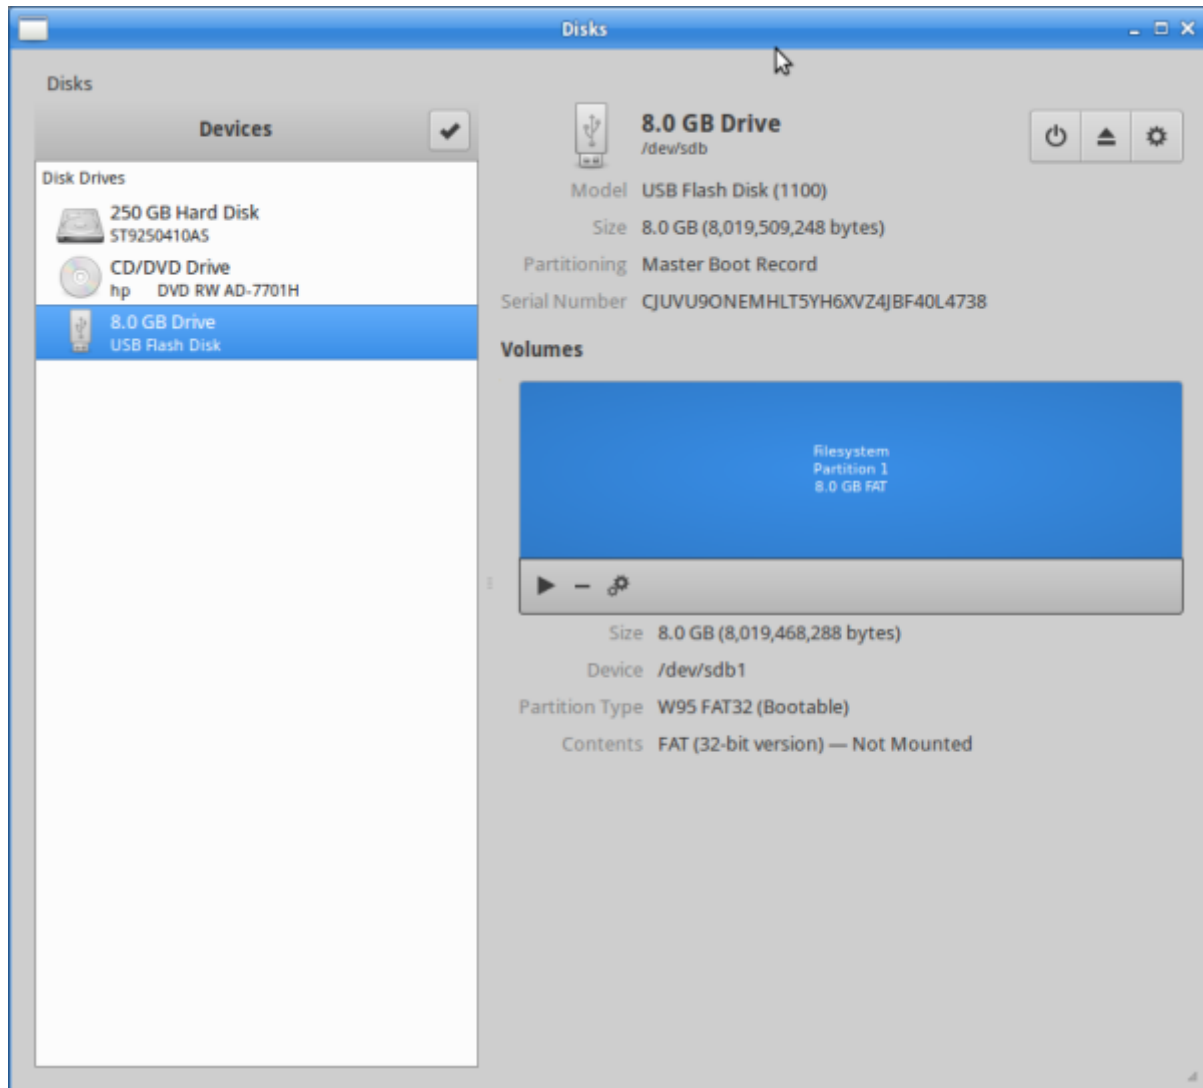 Disks
Disks
Devices
Disk Drives
250 GB Hard Disk
ST9250410AS
CD/DVD Drive
hp DVD RW AD-7701H
8.0 GB Drive
USB Flash Disk
8.0 GB Drive
/dev/sdb
Model USB Flash Disk (1100)
Size 8.0 GB (8,019,509,248 bytes)
Partitioning Master Boot Record
Serial Number CJUVU9ONEMHLT5YH6XVZ4JBF40L4738
Volumes
Filesystem
Partition 1
8.0 GB FAT
Size 8.0 GB (8,019,468,288 bytes)
Device /dev/sdb1
Partition Type W95 FAT32 (Bootable)
Contents FAT (32-bit version) — Not Mounted